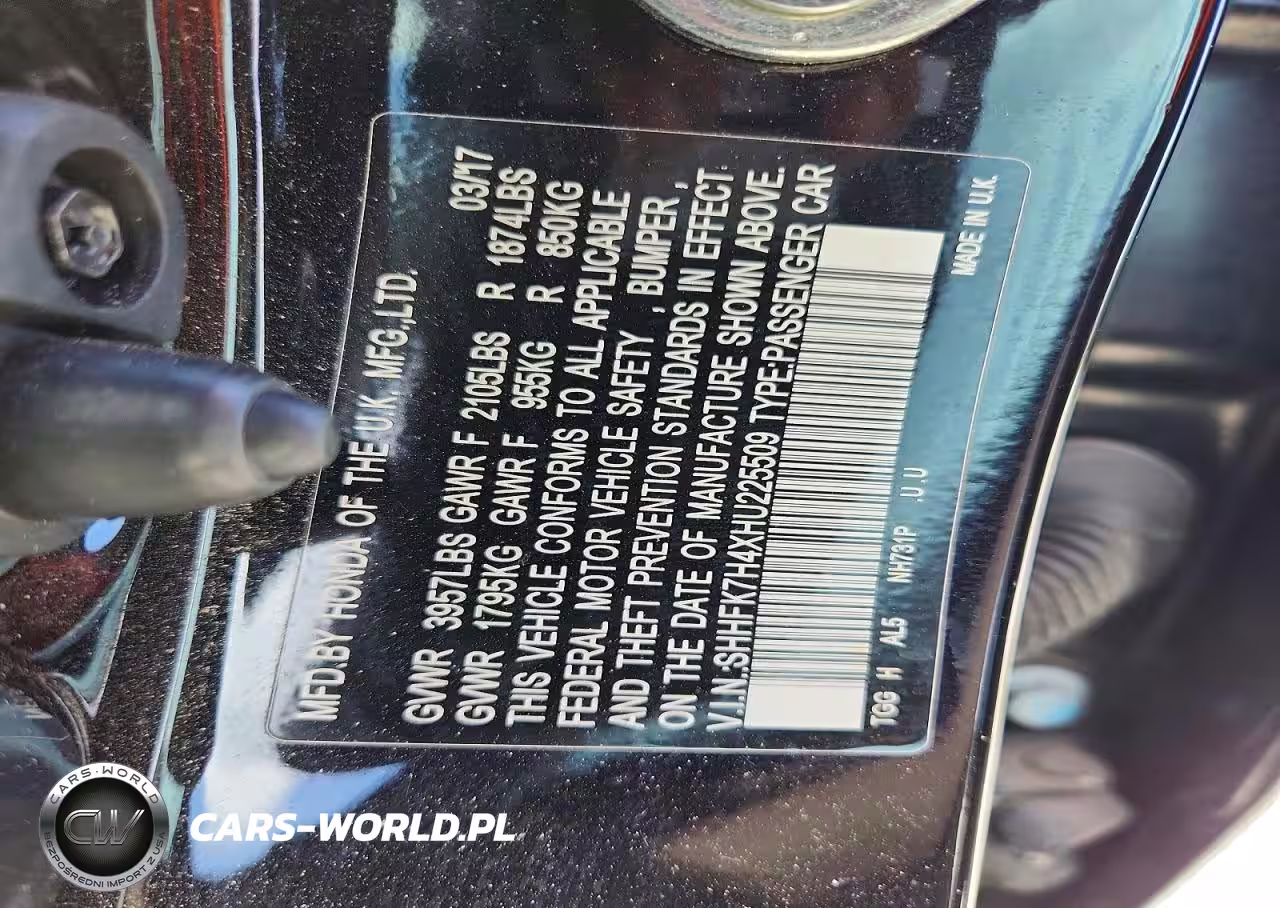 MFD.BY HONDA OF THE U.K. MFG.,LTD.
03/17
GVWR 3957LBS GAWR F 2105LBS R 1874LBS
GVWR 1795KG GAWR F 955KG R 850KG
THIS VEHICLE CONFORMS TO ALL APPLICABLE
FEDERAL MOTOR VEHICLE SAFETY , BUMPER ,
AND THEFT PREVENTION STANDARDS IN EFFECT
ON THE DATE OF MANUFACTURE SHOWN ABOVE.
V.I.N.:SHHFK7H4XHU225509 TYPE:PASSENGER CAR
TGG H AL5 NH731P .U.U
MADE IN U.K.
CARS-WORLD
CW
BEZPOŚREDNI IMPORT Z USA
CARS-WORLD.PL